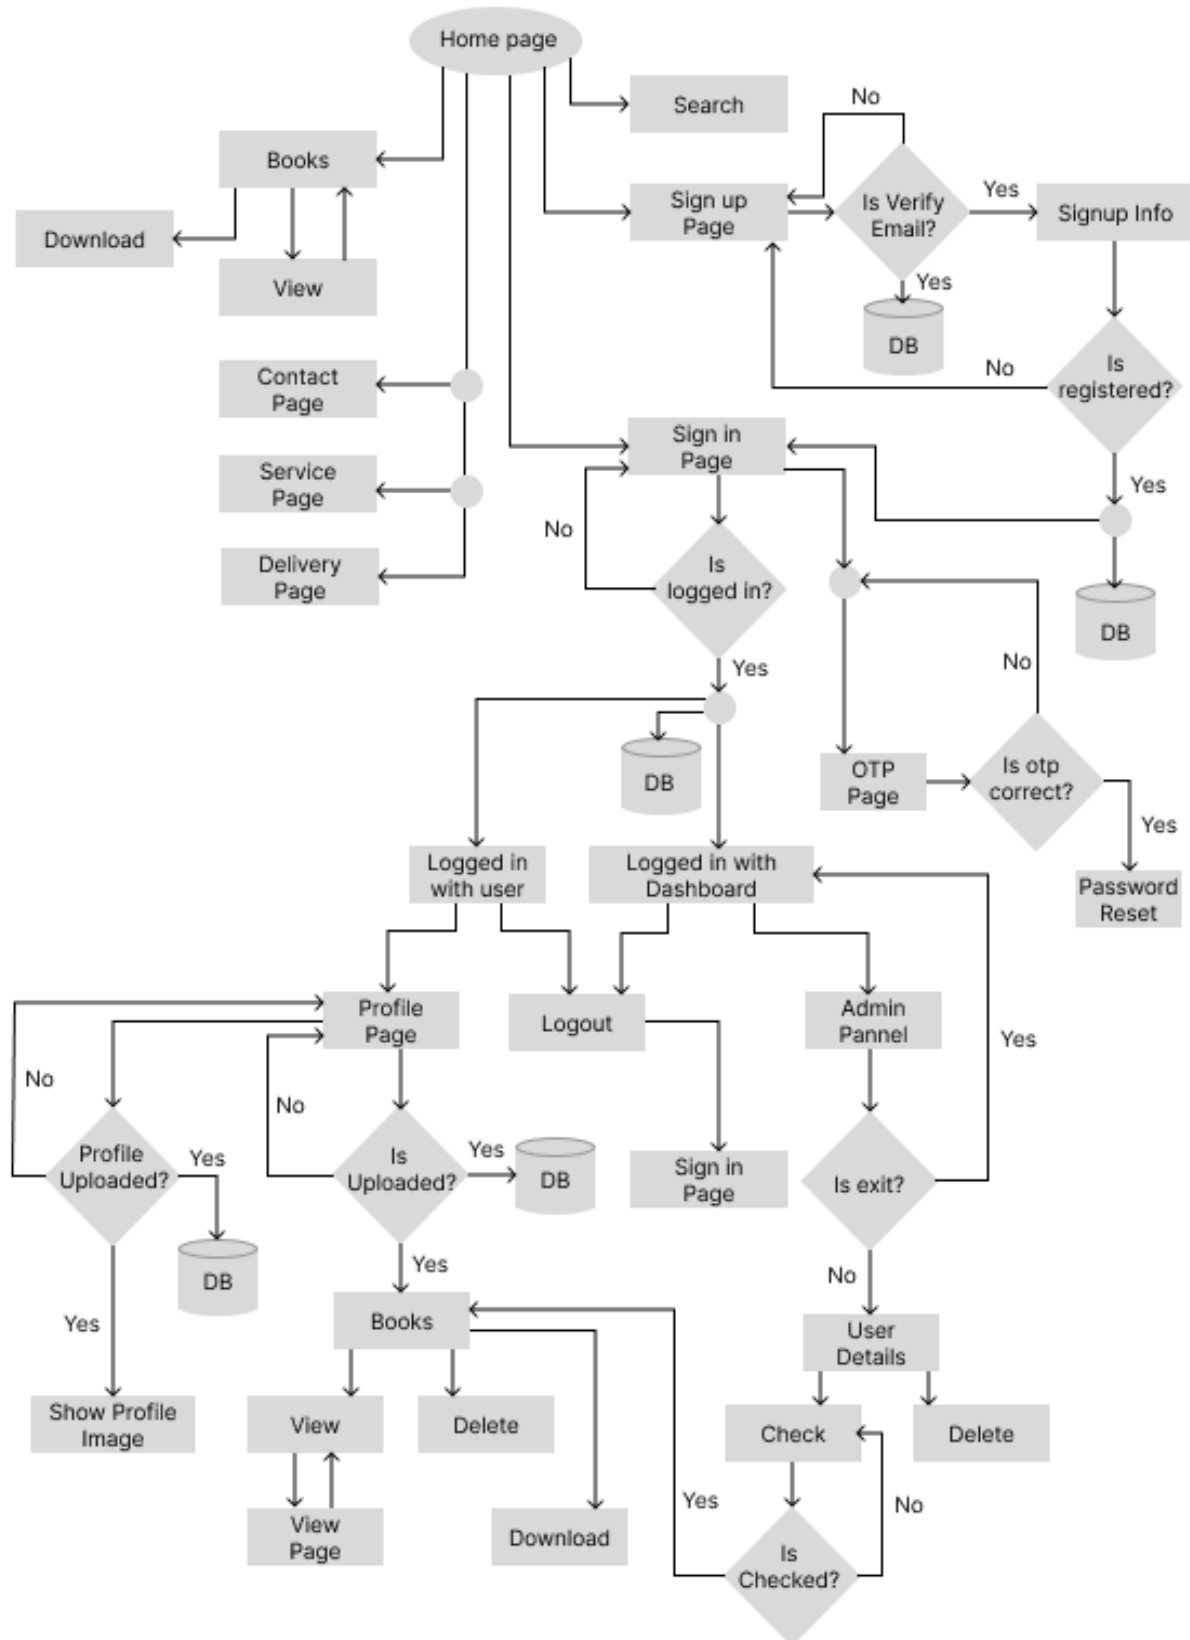 Home page
Search
No
Books
Sign up
Page
Is Verify
Email?
Yes
Signup Info
Download
View
Yes
DB
Contact
Page
No
Is
registered?
Sign in
Page
Service
Page
Yes
No
Delivery
Page
Is
logged in?
DB
No
Yes
DB
OTP
Page
Is otp
correct?
Yes
Logged in
with user
Logged in with
Dashboard
Password
Reset
Profile
Page
Logout
Admin
Pannel
Yes
No
No
Profile
Uploaded?
Yes
Is
Uploaded?
Yes
DB
Sign in
Page
Is exit?
DB
Yes
No
Yes
Books
User
Details
Show Profile
Image
View
Delete
Check
Delete
Yes
No
View
Page
Download
Is
Checked?